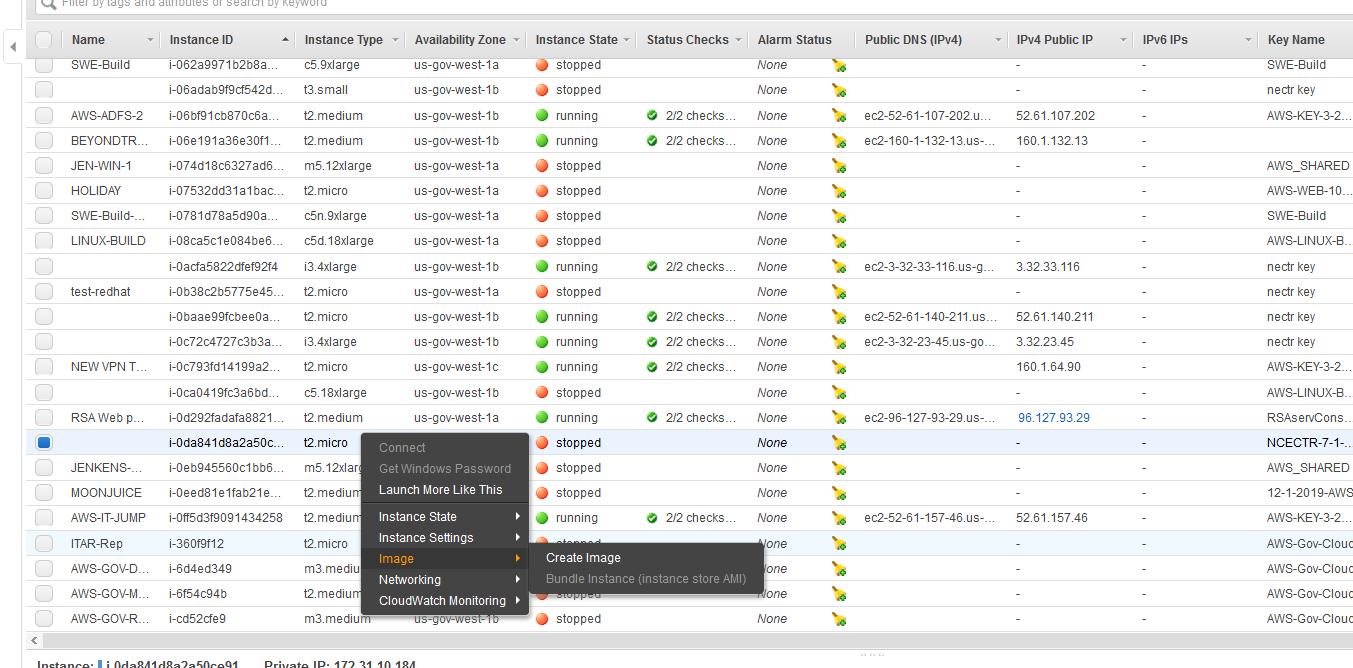 Filter by tags and attributes or search by keyword
Name Instance ID Instance Type Availability Zone Instance State Status Checks Alarm Status Public DNS (IPv4) IPv4 Public IP IPv6 IPs Key Name
SWE-Build i-062a9971b2b8a... c5.9xlarge us-gov-west-1a stopped None - - SWE-Build
i-06adab9f9cf542d... t3.small us-gov-west-1b stopped None - - nectr key
AWS-ADFS-2 i-06bf91cb870c6a... t2.medium us-gov-west-1b running 2/2 checks... None ec2-52-61-107-202.u... 52.61.107.202 - AWS-KEY-3-2...
BEYONDTR... i-06e191a36e30f1... t2.medium us-gov-west-1b running 2/2 checks... None ec2-160-1-132-13.us-... 160.1.132.13 -
JEN-WIN-1 i-074d18c6327ad6... m5.12xlarge us-gov-west-1a stopped None - - AWS_SHARED
HOLIDAY i-07532dd31a1bac... t2.micro us-gov-west-1a stopped None - - AWS-WEB-10...
SWE-Build-... i-0781d78a5d90a... c5n.9xlarge us-gov-west-1a stopped None - - SWE-Build
LINUX-BUILD i-08ca5c1e084be6... c5d.18xlarge us-gov-west-1a stopped None - - AWS-LINUX-B...
i-0acfa5822dfef92f4 i3.4xlarge us-gov-west-1b running 2/2 checks... None ec2-3-32-33-116.us-g... 3.32.33.116 - nectr key
test-redhat i-0b38c2b5775e45... t2.micro us-gov-west-1a stopped None - - nectr key
i-0baae99fcbee0a... t2.micro us-gov-west-1b running 2/2 checks... None ec2-52-61-140-211.us... 52.61.140.211 - nectr key
i-0c72c4727c3b3a... i3.4xlarge us-gov-west-1b running 2/2 checks... None ec2-3-32-23-45.us-go... 3.32.23.45 - nectr key
NEW VPN T... i-0c793fd14199a2... t2.medium us-gov-west-1c running 2/2 checks... None 160.1.64.90 - AWS-KEY-3-2...
i-0ca0419fc3a6bd... c5.18xlarge us-gov-west-1b stopped None - - AWS-LINUX-B...
RSA Web p... i-0d292fadafa8821... t2.medium us-gov-west-1a running 2/2 checks... None ec2-96-127-93-29.us-... 96.127.93.29 - RSAservCons...
i-0da841d8a2a50c... t2.micro stopped None - - NCECTR-7-1-...
Connect
JENKENS-... i-0eb945560c1bb6... m5.12xlarg stopped None - - AWS_SHARED
Get Windows Password
MOONJUICE i-0eed81e1fab21e... t2.medium stopped None - - 12-1-2019-AWS
Launch More Like This
AWS-IT-JUMP i-0ff5d3f9091434258 t2.medium running 2/2 checks... None ec2-52-61-157-46.us-... 52.61.157.46 - AWS-KEY-3-2...
Instance State
Instance Settings
ITAR-Rep i-360f9f12 t2.micro stopped None - - AWS-Gov-Clouc
Image
Create Image
AWS-GOV-D... i-6d4ed349 m3.mediu None - - AWS-Gov-Clouc
Networking
Bundle Instance (instance store AMI)
AWS-GOV-M... i-6f54c94b t2.medium stopped None - - AWS-Gov-Clouc
CloudWatch Monitoring
AWS-GOV-R... i-cd52cfe9 m3.medium us-gov-west-1b stopped None - - AWS-Gov-Clouc
Instance: i-0da841d8a2a50ce91 Private IP: 172.31.10.184